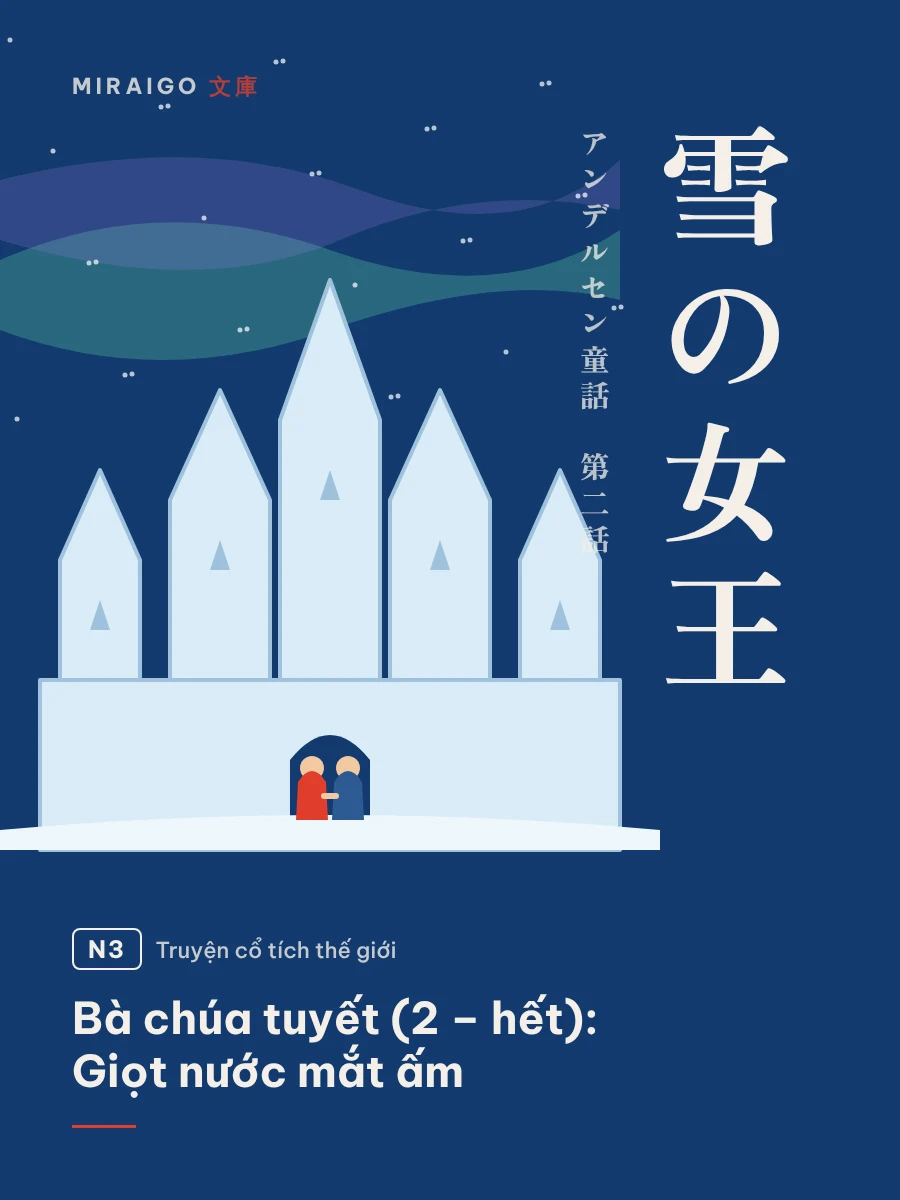 MIRAIGO 文庫
雪の女王
アンデルセン童話 第二話
N3 Truyện cổ tích thế giới
Bà chúa tuyết (2 – hết):
Giọt nước mắt ấm